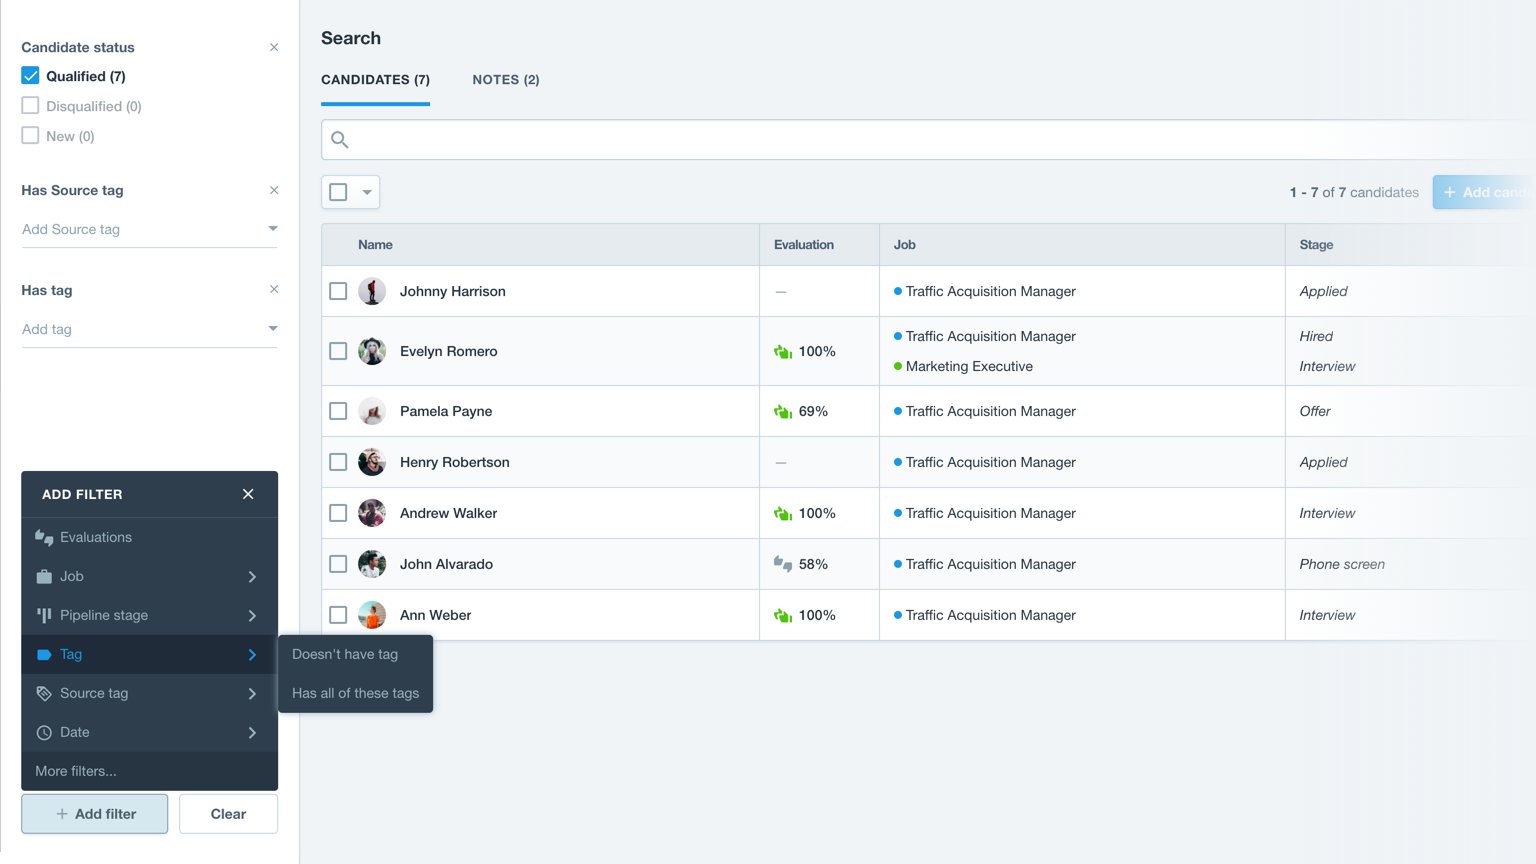 Candidate status
Qualified (7)
Disqualified (0)
New (0)
Has Source tag
Add Source tag
Has tag
Add tag
ADD FILTER
Evaluations
Job
Pipeline stage
Tag
Source tag
Date
More filters...
Add filter
Clear
Doesn't have tag
Has all of these tags
Search
CANDIDATES (7) NOTES (2)
1 - 7 of 7 candidates
+ Add cand
Name Evaluation Job Stage
Johnny Harrison — Traffic Acquisition Manager Applied
Evelyn Romero 100% Traffic Acquisition Manager Hired
Marketing Executive Interview
Pamela Payne 69% Traffic Acquisition Manager Offer
Henry Robertson — Traffic Acquisition Manager Applied
Andrew Walker 100% Traffic Acquisition Manager Interview
John Alvarado 58% Traffic Acquisition Manager Phone screen
Ann Weber 100% Traffic Acquisition Manager Interview